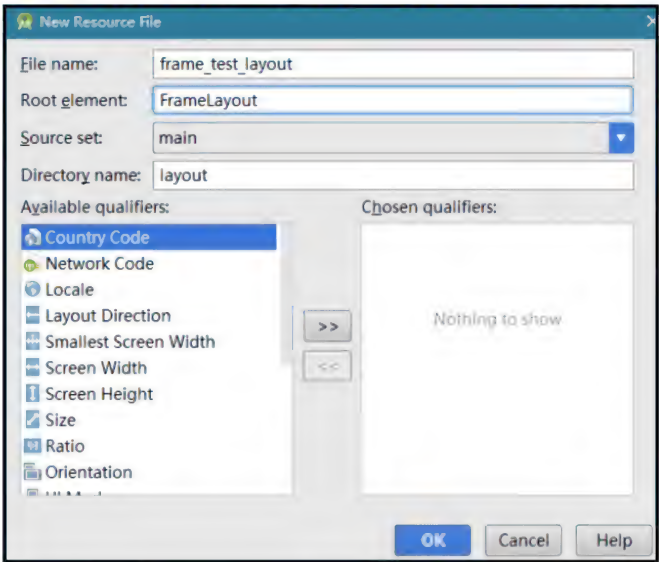 New Resource File
File name: frame_test_layout
Root element: FrameLayout
Source set: main
Directory name: layout
Available qualifiers:
Chosen qualifiers:
Country Code
Network Code
Locale
Layout Direction
Smallest Screen Width
Screen Width
Screen Height
Size
Ratio
Orientation
>>
<<
Nothing to show
OK
Cancel
Help